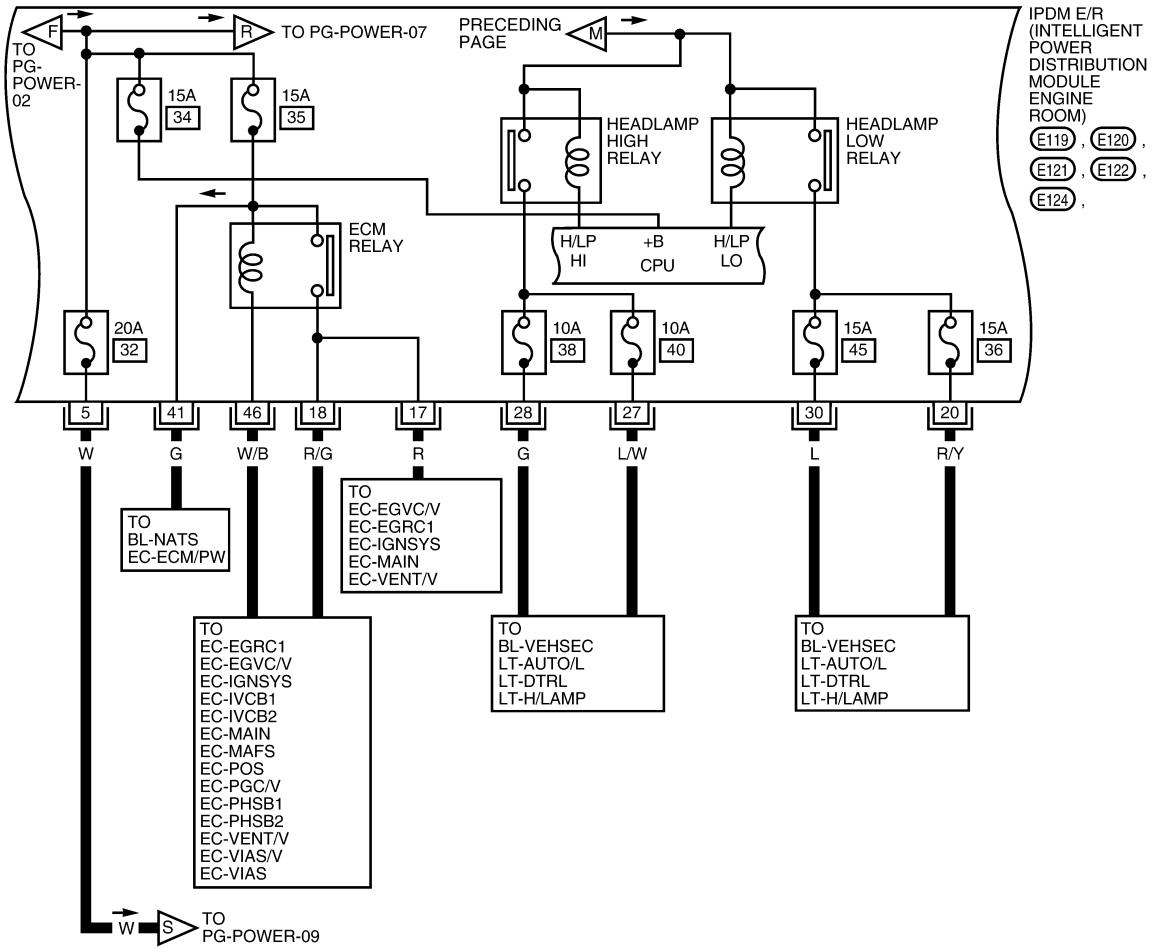 F
R
TO PG-POWER-07
TO
PG-
POWER-
02
PRECEDING
PAGE
M
IPDM E/R
(INTELLIGENT
POWER
DISTRIBUTION
MODULE
ENGINE
ROOM)
E119 , E120 ,
E121 , E122 ,
E124 ,
15A
34
15A
35
HEADLAMP
HIGH
RELAY
HEADLAMP
LOW
RELAY
ECM
RELAY
H/LP
HI
+B
CPU
H/LP
LO
20A
32
10A
38
10A
40
15A
45
15A
36
5
41
46
18
17
28
27
30
20
W
G
W/B
R/G
R
G
L/W
L
R/Y
TO
BL-NATS
EC-ECM/PW
TO
EC-EGVC/V
EC-EGRC1
EC-IGNSYS
EC-MAIN
EC-VENT/V
TO
EC-EGRC1
EC-EGVC/V
EC-IGNSYS
EC-IVCB1
EC-IVCB2
EC-MAIN
EC-MAFS
EC-POS
EC-PGC/V
EC-PHSB1
EC-PHSB2
EC-VENT/V
EC-VIAS/V
EC-VIAS
TO
BL-VEHSEC
LT-AUTO/L
LT-DTRL
LT-H/LAMP
TO
BL-VEHSEC
LT-AUTO/L
LT-DTRL
LT-H/LAMP
W
S
TO
PG-POWER-09